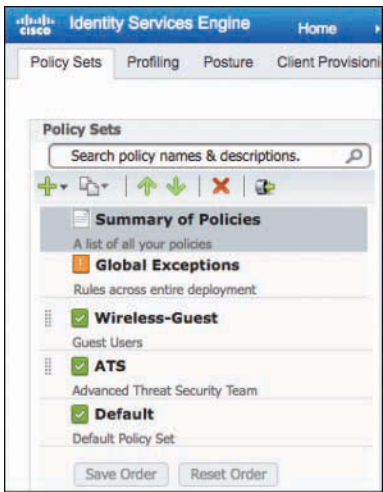 cisco Identity Services Engine Home
Policy Sets Profiling Posture Client Provisioni
Policy Sets
Search policy names & descriptions.
Summary of Policies
A list of all your policies
Global Exceptions
Rules across entire deployment
Wireless-Guest
Guest Users
ATS
Advanced Threat Security Team
Default
Default Policy Set
Save Order Reset Order